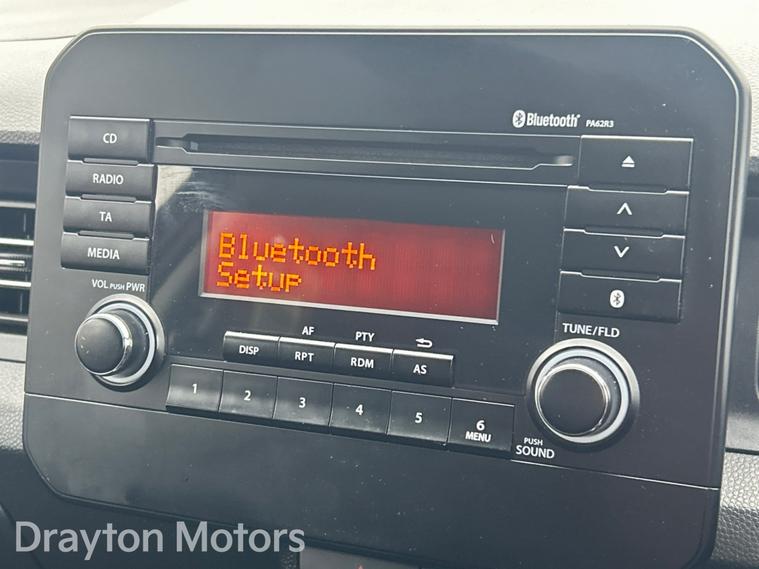 Bluetooth PA62R3
CD
RADIO
TA
MEDIA
Bluetooth
Setup
VOL PUSH PWR
TUNE/FLD
AF PTY
DISP RPT RDM AS
1 2 3 4 5 6
MENU
PUSH
SOUND
Drayton Motors